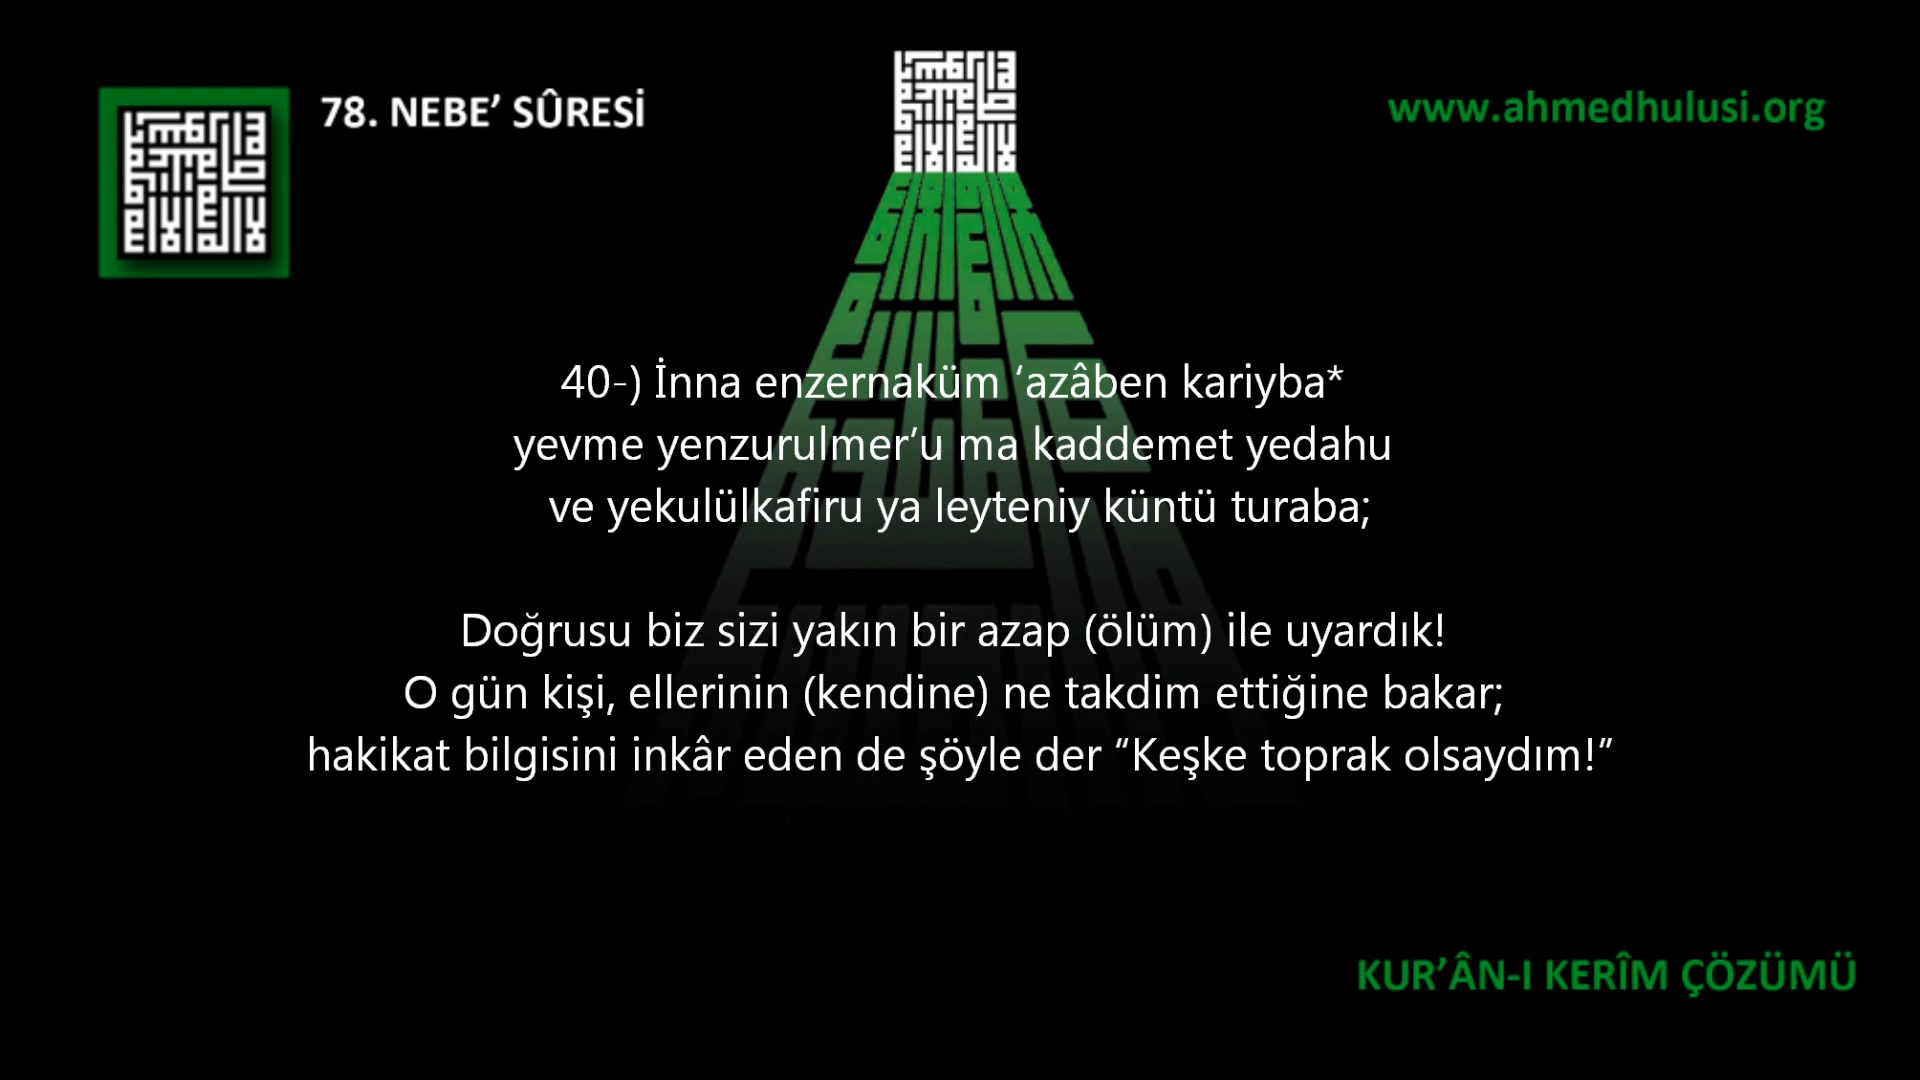 78. NEBE’ SÛRESİ
www.ahmedhulusi.org
40-) İnna enzernaküm ‘azâben kariyba*
yevme yenzurulmer’u ma kaddemet yedahu
ve yekulülkafiru ya leyteniy küntü turaba;
Doğrusu biz sizi yakın bir azap (ölüm) ile uyardık!
O gün kişi, ellerinin (kendine) ne takdim ettiğine bakar;
hakikat bilgisini inkâr eden de şöyle der “Keşke toprak olsaydım!”
KUR’ÂN-I KERÎM ÇÖZÜMÜ